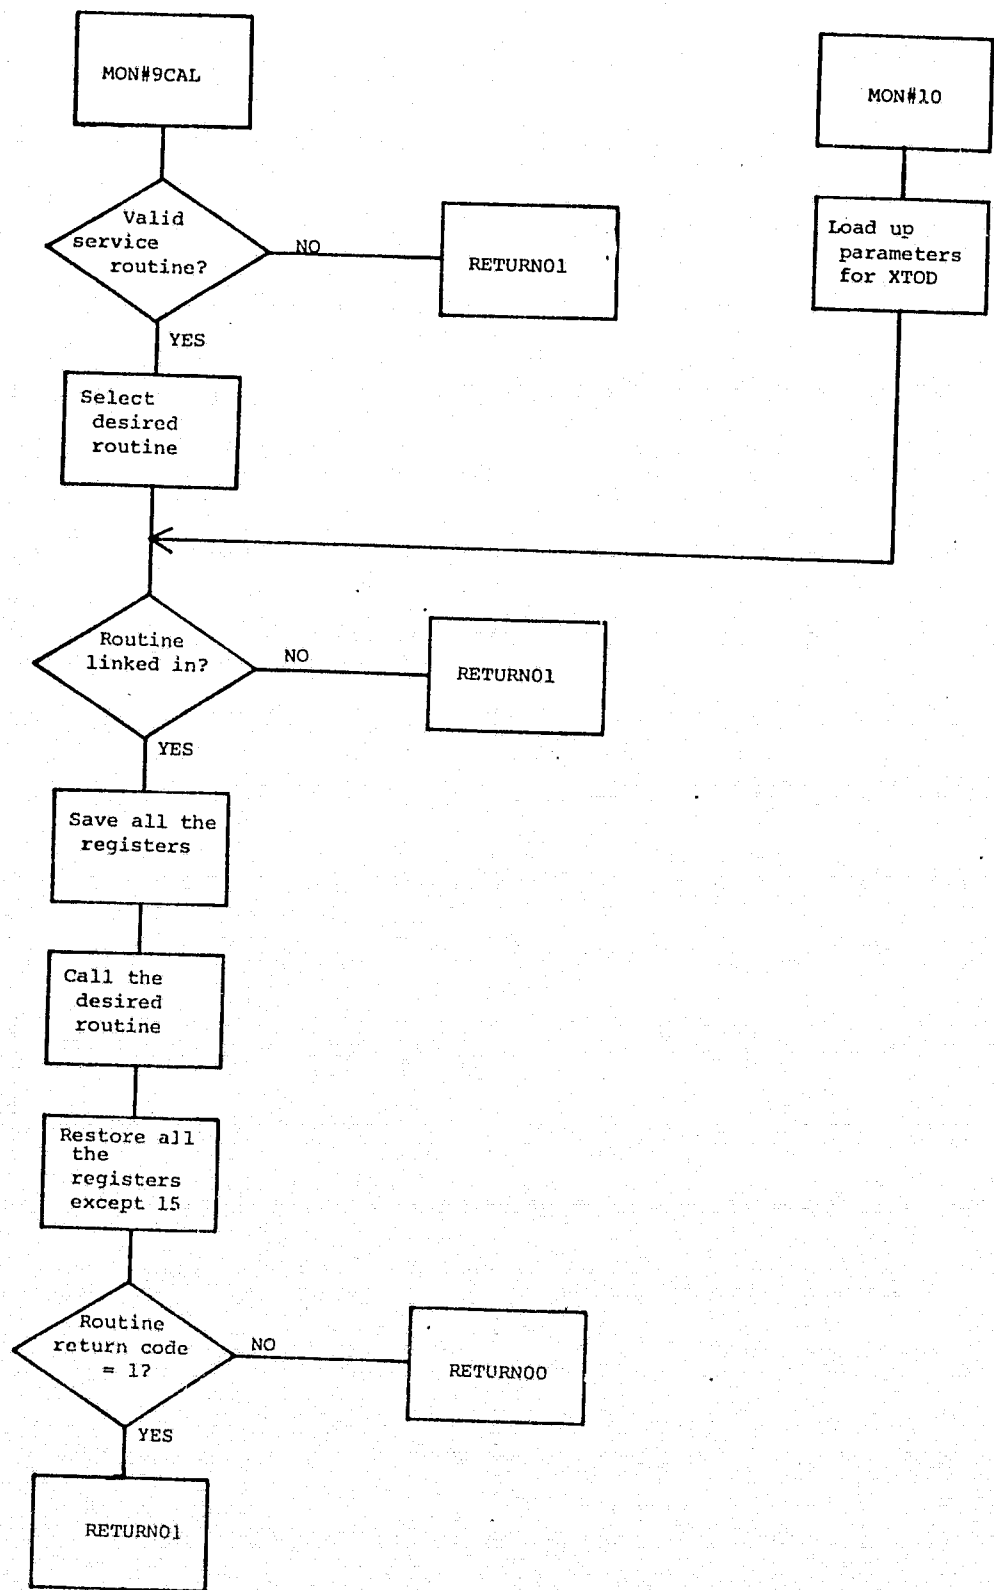 MON#9CAL
MON#10
Valid
service
routine?
NO
RETURN01
Load up
parameters
for XTOD
YES
Select
desired
routine
Routine
linked in?
NO
RETURN01
YES
Save all the
registers
Call the
desired
routine
Restore all
the
registers
except 15
Routine
return code
= 1?
NO
RETURN00
YES
RETURN01